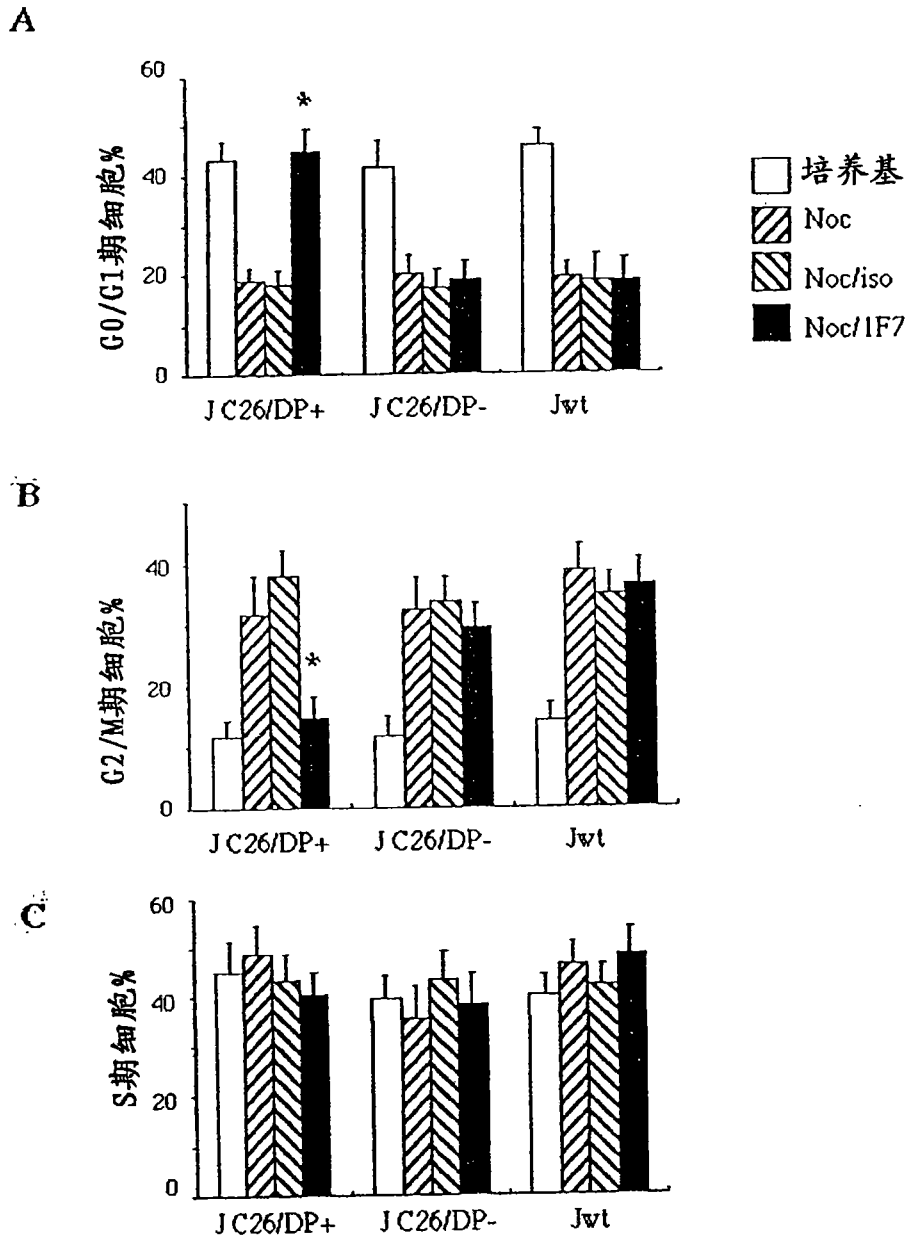 A
G0/G1期细胞%
60
40
20
0
*
J C26/DP+
J C26/DP-
Jwt
培养基
Noc
Noc/iso
Noc/1F7
B
G2/M期细胞%
40
20
0
*
J C26/DP+
J C26/DP-
Jwt
C
S期细胞%
60
40
20
0
J C26/DP+
J C26/DP-
Jwt